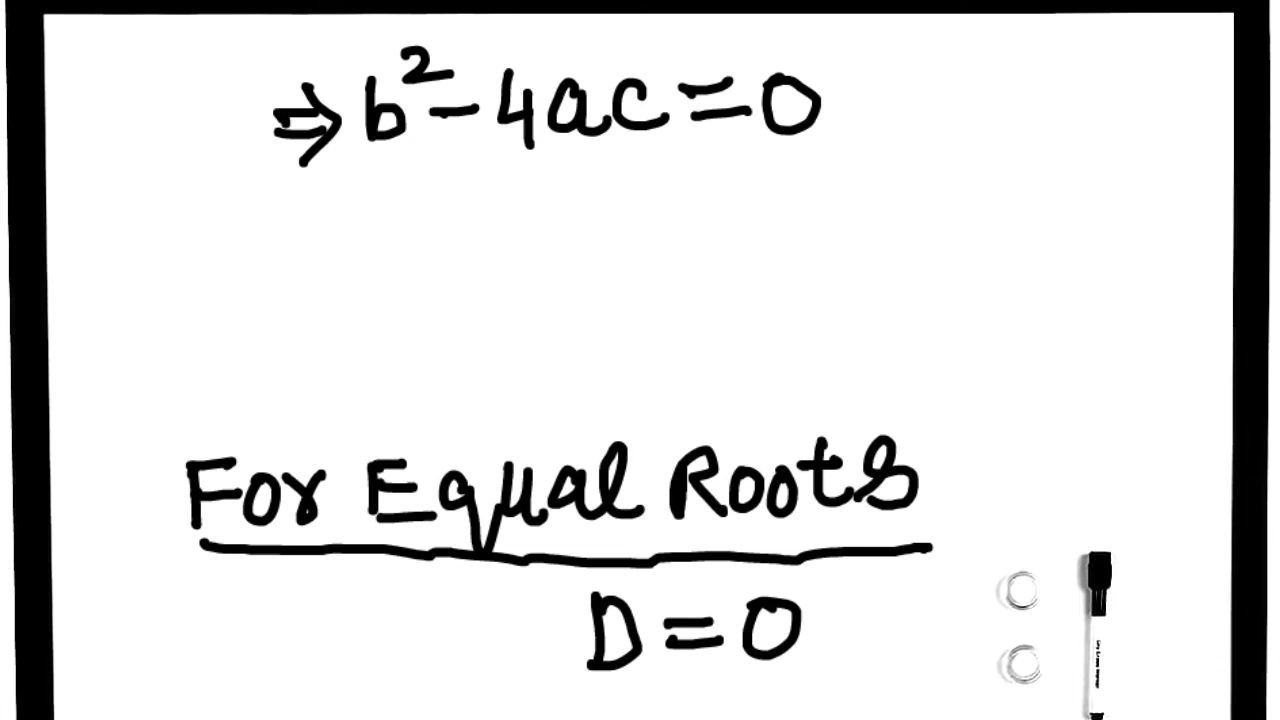 ⇒ b² - 4ac = 0
For Equal Roots
D = 0